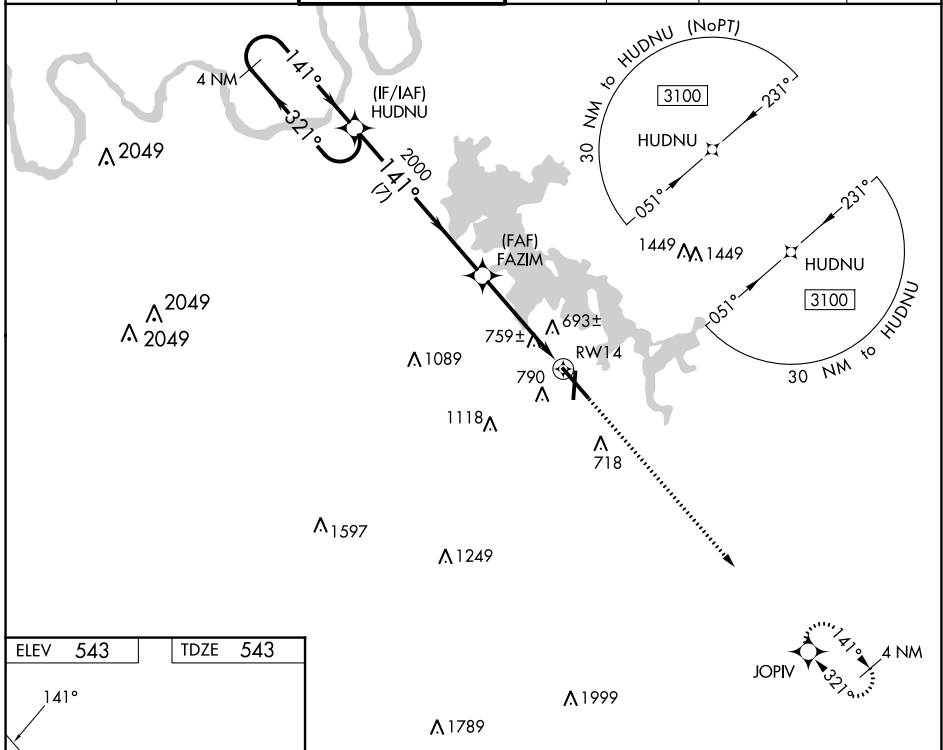 HUDNU (NoPT)
30 NM to
3100
231°
HUDNU
051°
4 NM
141°
321°
(IF/IAF)
HUDNU
2049
2000
141°
(7)
(FAF)
FAZIM
1449
1449
231°
HUDNU
3100
051°
30 NM to HUDNU
2049
2049
693±
759±
RW14
1089
790
1118
718
1597
1249
ELEV 543
TDZE 543
141°
JOPIV
141°
321°
4 NM
1999
1789